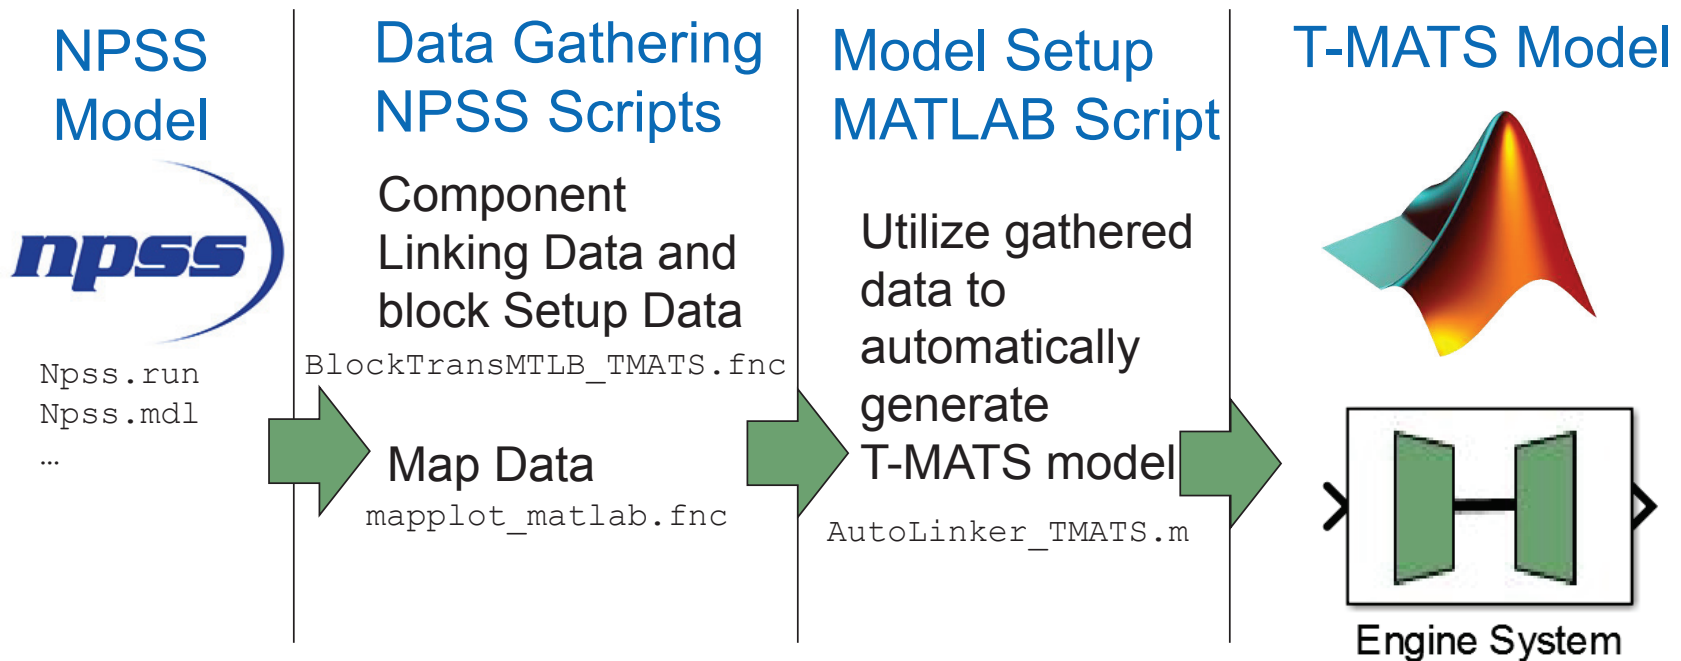 NPSS
Model
npss
Npss.run
Npss.mdl
…
Data Gathering
NPSS Scripts
Component
Linking Data and
block Setup Data
BlockTransMTLB_TMATS.fnc
Map Data
mapplot_matlab.fnc
Model Setup
MATLAB Script
Utilize gathered
data to
automatically
generate
T-MATS model
AutoLinker_TMATS.m
T-MATS Model
Engine System